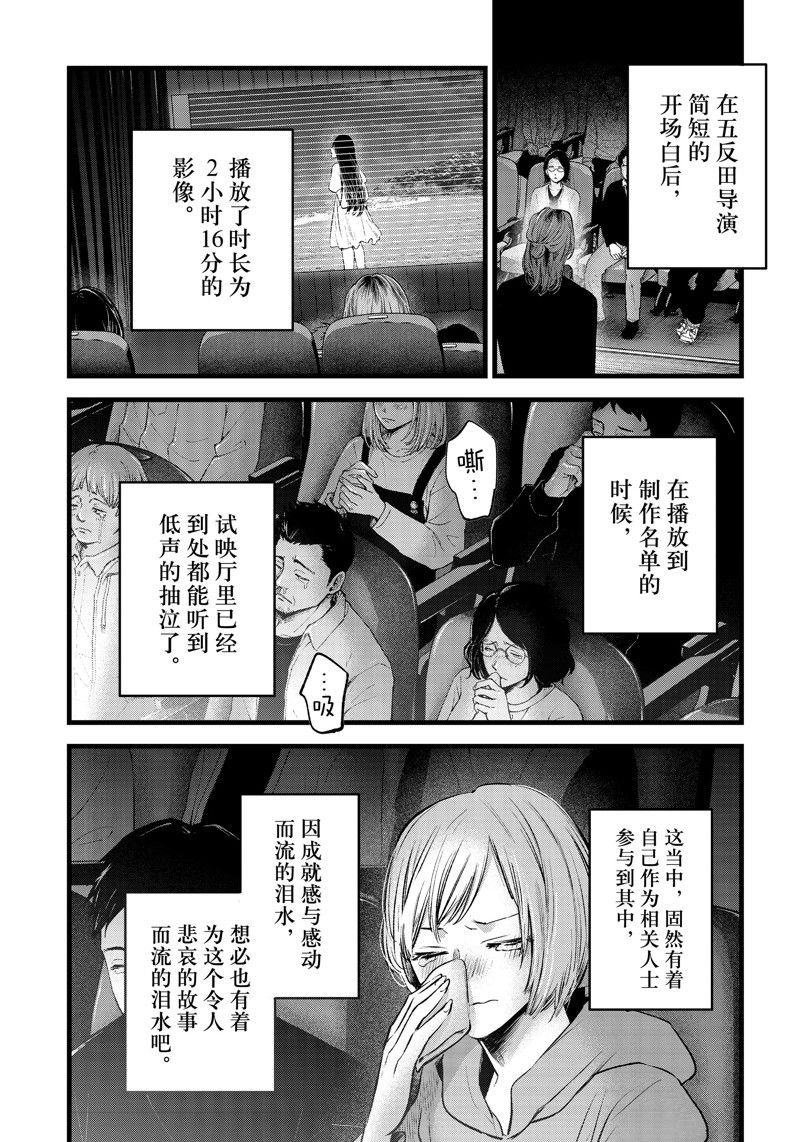 在五反田导演
简短的
开场白后，
播放了时长为
2小时16分的
影像。
在播放到
制作名单的
时候，
嘶…
试映厅里已经
到处都能听到
低声的抽泣了。
…吸
这当中，固然有着
自己作为相关人士
参与到其中，
因成就感与感动
而流的泪水，
想必也有着
为这个令人
悲哀的故事
而流的泪水吧。